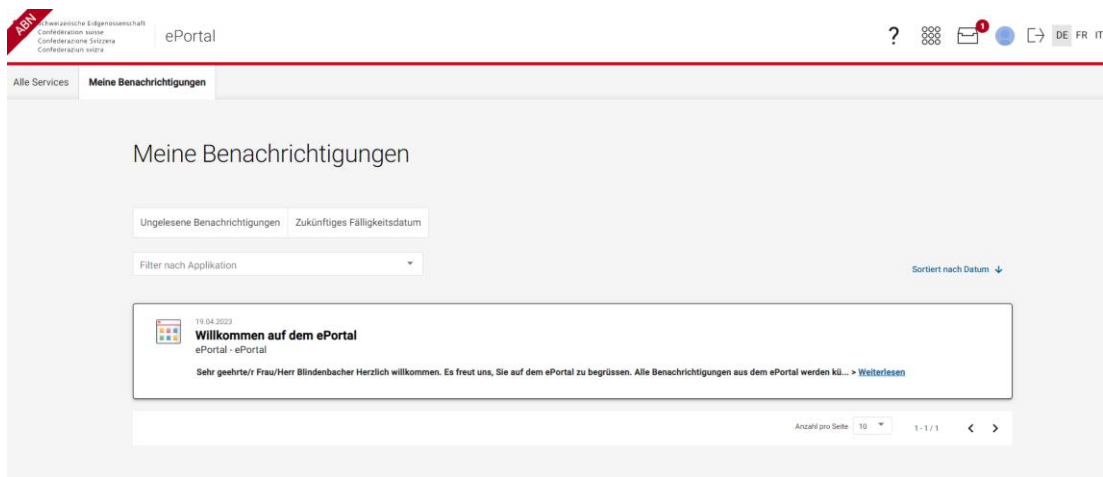 ABN
Schweizerische Eidgenossenschaft
Confédération suisse
Confederazione Svizzera
Confederaziun svizra
ePortal
?
1
DE FR IT
Alle Services
Meine Benachrichtigungen
Meine Benachrichtigungen
Ungelesene Benachrichtigungen
Zukünftiges Fälligkeitsdatum
Filter nach Applikation
Sortiert nach Datum
19.04.2023
Willkommen auf dem ePortal
ePortal - ePortal
Sehr geehrte/r Frau/Herr Blindenbacher Herzlich willkommen. Es freut uns, Sie auf dem ePortal zu begrüssen. Alle Benachrichtigungen aus dem ePortal werden kü... > Weiterlesen
Anzahl pro Seite 10
1 - 1 / 1